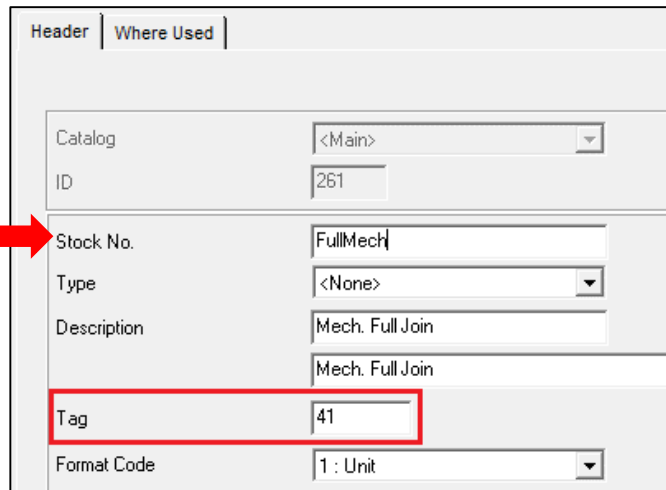 Header Where Used
Catalog <Main>
ID 261
Stock No. FullMech
Type <None>
Description Mech. Full Join
Mech. Full Join
Tag 41
Format Code 1 : Unit